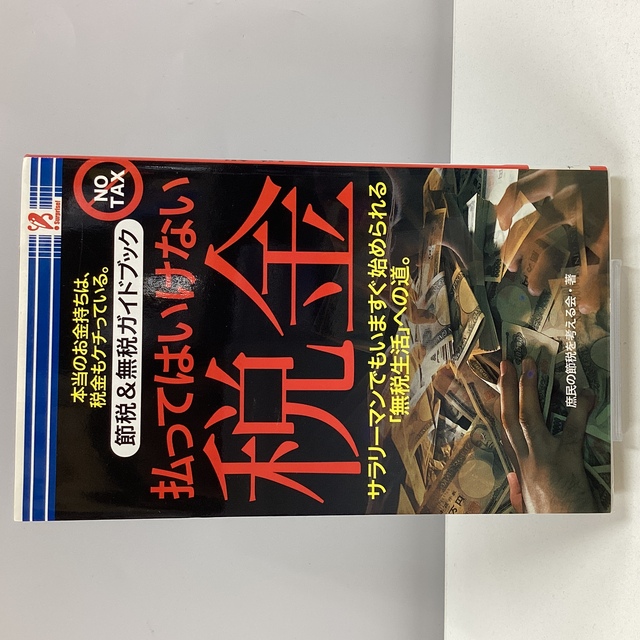 Surprise!
NO
TAX
本当のお金持ちは、
税金もケチっている。
節税&無税ガイドブック
払ってはいけない
税金
サラリーマンでもいますぐ始められる
「無税生活」への道。
庶民の節税を考える会・著